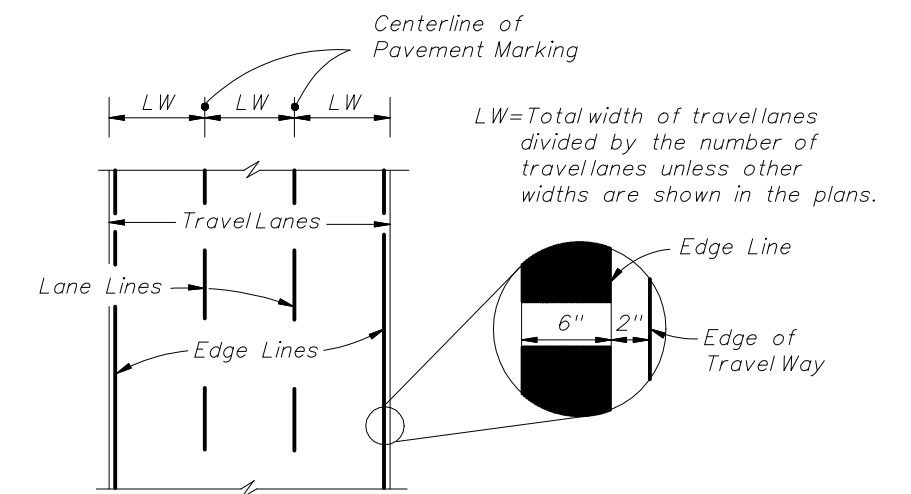 Centerline of
Pavement Marking
LW
LW
LW
LW=Total width of travel lanes
divided by the number of
travel lanes unless other
widths are shown in the plans.
Travel Lanes
Edge Line
Lane Lines
6"
2"
Edge of
Travel Way
Edge Lines